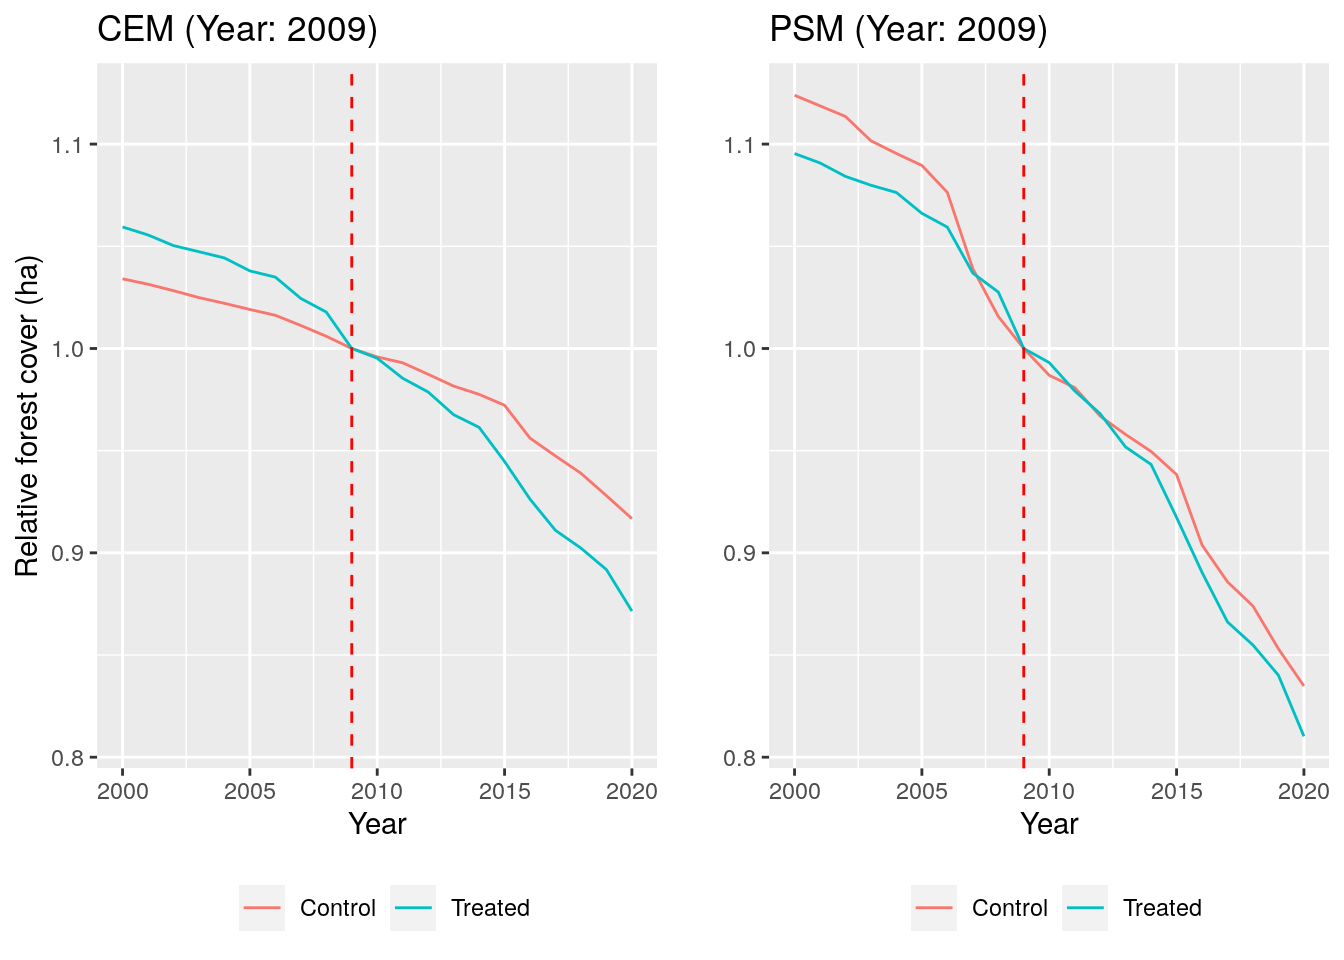 CEM (Year: 2009)
Relative forest cover (ha)
1.1
1.0
0.9
0.8
2000 2005 2010 2015 2020
Year
Control Treated
PSM (Year: 2009)
1.1
1.0
0.9
0.8
2000 2005 2010 2015 2020
Year
Control Treated